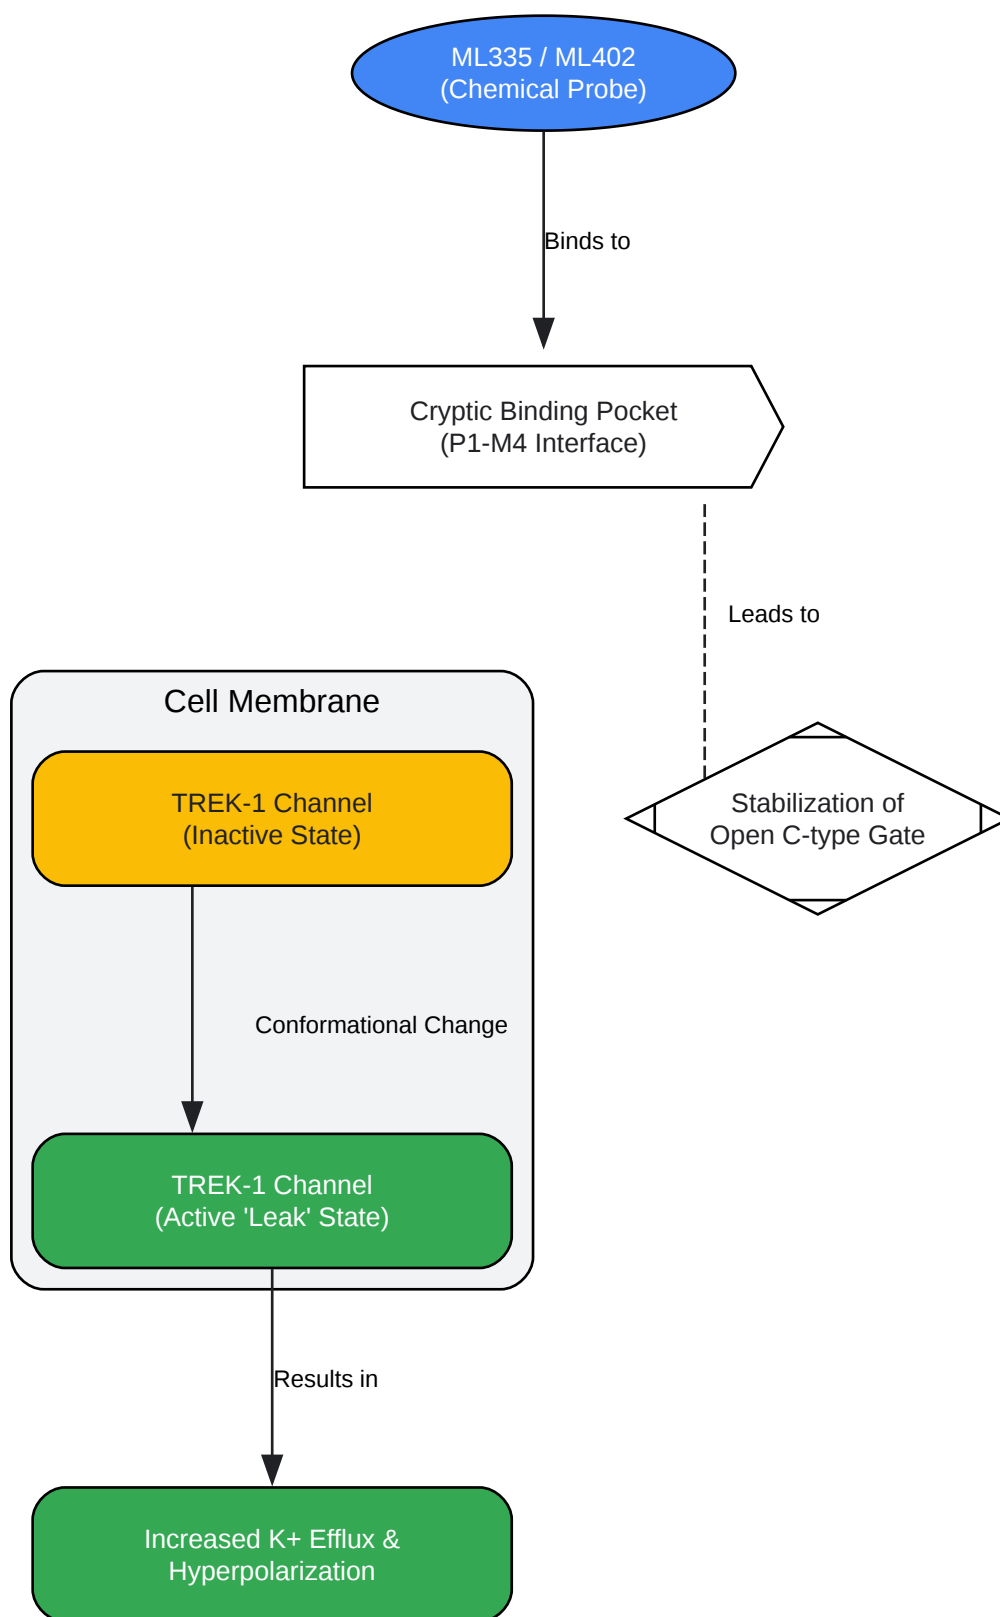 ML335 / ML402
(Chemical Probe)
Binds to
Cryptic Binding Pocket
(P1-M4 Interface)
Leads to
Cell Membrane
TREK-1 Channel
(Inactive State)
Stabilization of
Open C-type Gate
Conformational Change
TREK-1 Channel
(Active 'Leak' State)
Results in
Increased K+ Efflux &
Hyperpolarization